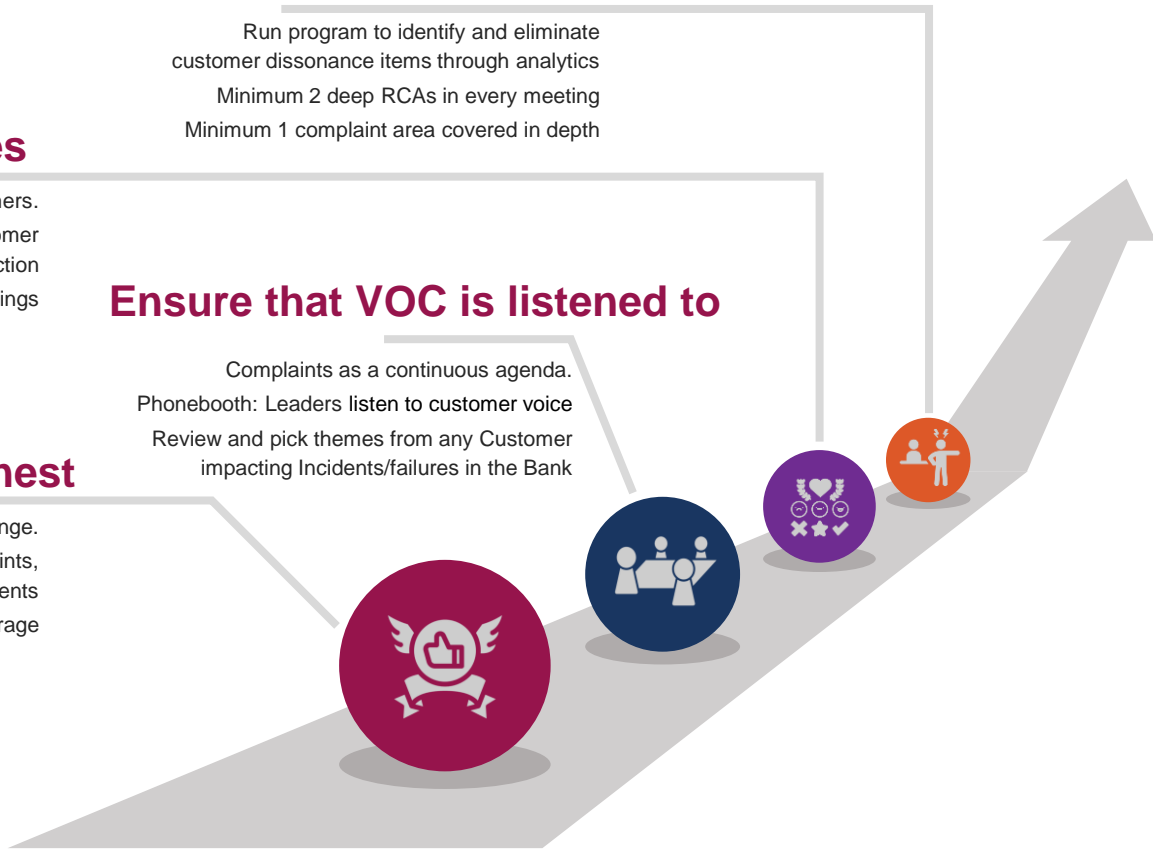 Run program to identify and eliminate
customer dissonance items through analytics
Minimum 2 deep RCAs in every meeting
Minimum 1 complaint area covered in depth
Ensure that VOC is listened to
Complaints as a continuous agenda.
Phonebooth: Leaders listen to customer voice
Review and pick themes from any Customer
impacting Incidents/failures in the Bank